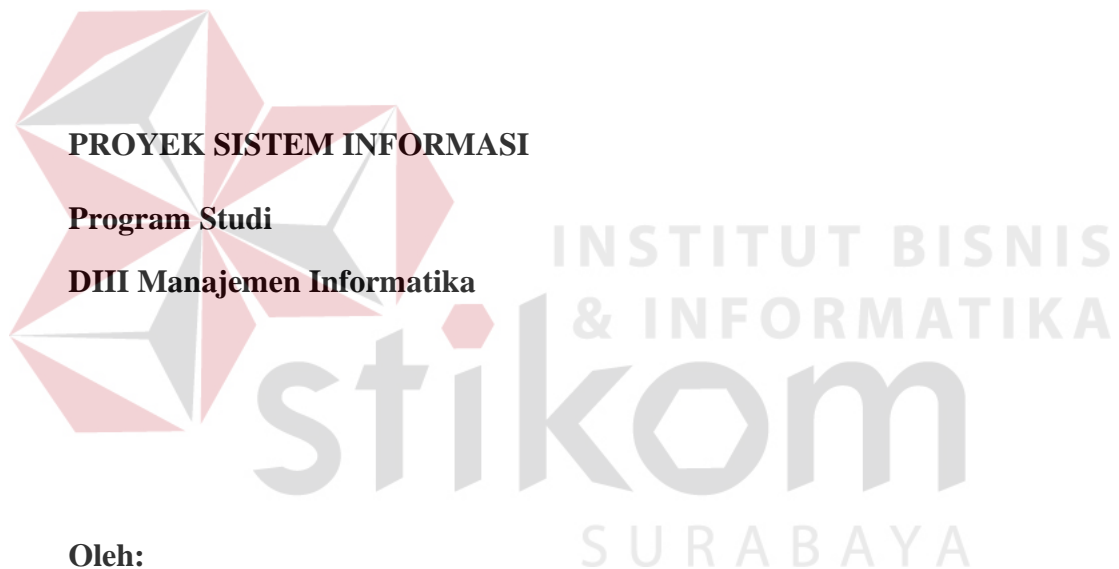 PROYEK SISTEM INFORMASI
Program Studi
DIII Manajemen Informatika
INSTITUT BISNIS
& INFORMATIKA
stikom
SURABAYA
Oleh: